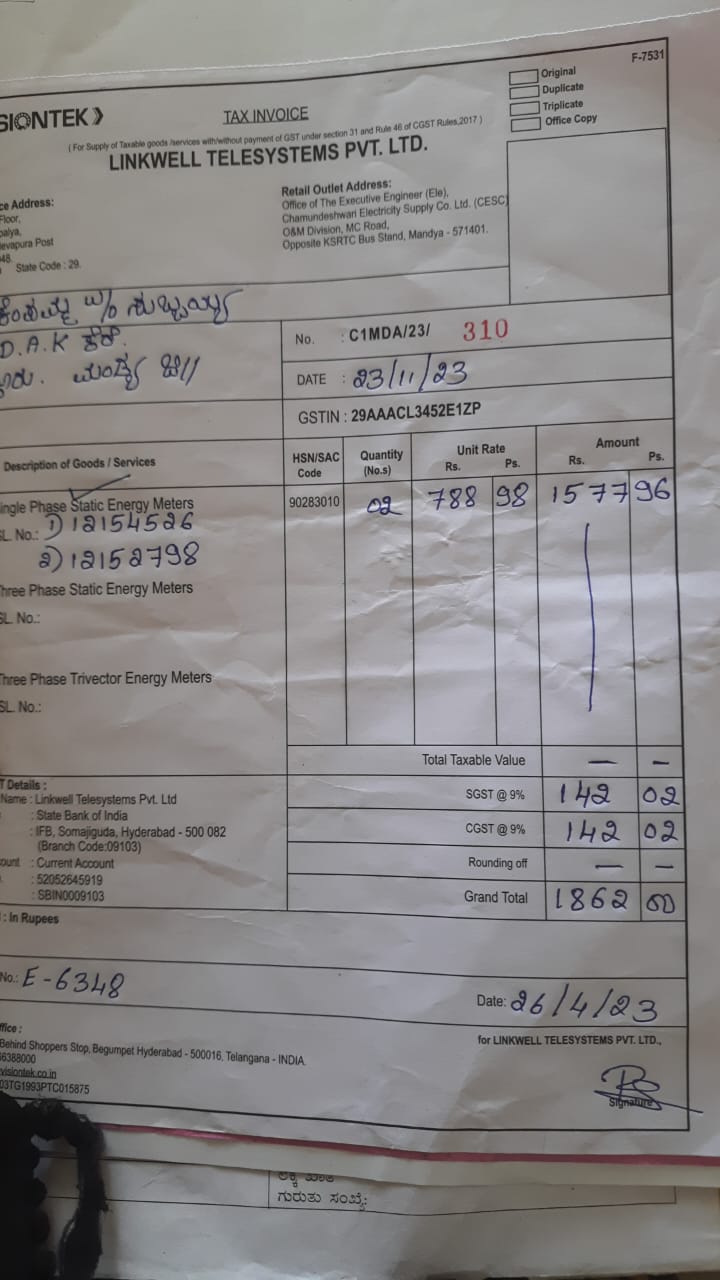 F-7531
Original
Duplicate
Triplicate
Office Copy
SIONTEK
TAX INVOICE
( For Supply of Taxable goods /services with/without payment of GST under section 31 and Rule 46 of CGST Rules,2017 )
LINKWELL TELESYSTEMS PVT. LTD.
ce Address:
Floor,
palya,
evapura Post
48.
State Code : 29.
Retail Outlet Address:
Office of The Executive Engineer (Ele),
Chamundeshwari Electricity Supply Co. Ltd. (CESC)
O&M Division, MC Road,
Opposite KSRTC Bus Stand, Mandya - 571401.
D.A.K ಕೆರೆ.
ಮಂಡ್ಯ ಜಿ//
No. : C1MDA/23/ 310
DATE : 23/11/23
GSTIN : 29AAACL3452E1ZP
Description of Goods / Services HSN/SAC Code Quantity (No.s) Unit Rate Rs. Ps. Amount Rs. Ps.
ingle Phase Static Energy Meters 90283010 02 788 98 1577 96
SL. No.: 1) 12154526
2) 12152798
Three Phase Static Energy Meters
SL. No.:
Three Phase Trivector Energy Meters
SL. No.:
Total Taxable Value — —
SGST @ 9% 142 02
CGST @ 9% 142 02
Rounding off — —
Grand Total 1862 00
T Details :
Name : Linkwell Telesystems Pvt. Ltd
: State Bank of India
: IFB, Somajiguda, Hyderabad - 500 082
(Branch Code:09103)
ount : Current Account
: 52052645919
: SBIN0009103
: In Rupees
No.: E-6348
Date: 26/4/23
ffice :
Behind Shoppers Stop, Begumpet Hyderabad - 500016, Telangana - INDIA.
66388000
visiontek.co.in
03TG1993PTC015875
for LINKWELL TELESYSTEMS PVT. LTD.,
Signature
ಗುರುತು ಸಂಖ್ಯೆ: